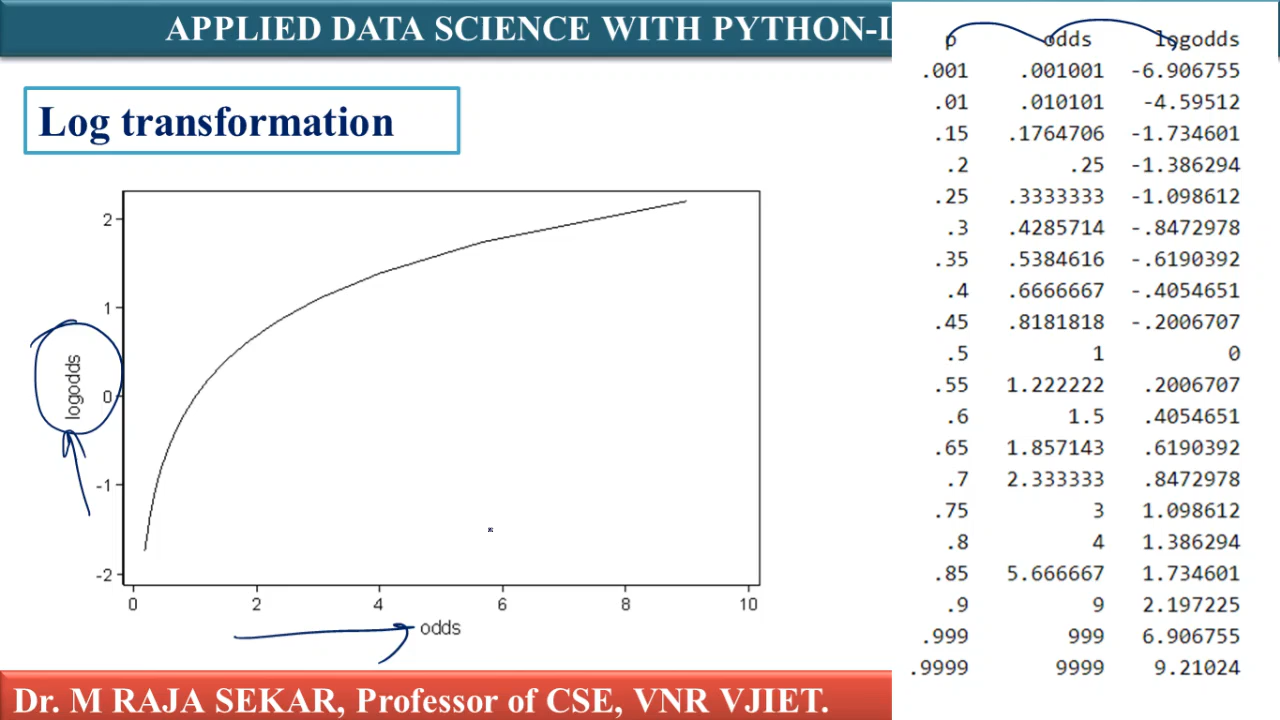 APPLIED DATA SCIENCE WITH PYTHON-L
Log transformation
2
1
0
-1
-2
logodds
0 2 4 6 8 10
odds
p odds logodds
.001 .001001 -6.906755
.01 .010101 -4.59512
.15 .1764706 -1.734601
.2 .25 -1.386294
.25 .3333333 -1.098612
.3 .4285714 -.8472978
.35 .5384616 -.6190392
.4 .6666667 -.4054651
.45 .8181818 -.2006707
.5 1 0
.55 1.222222 .2006707
.6 1.5 .4054651
.65 1.857143 .6190392
.7 2.333333 .8472978
.75 3 1.098612
.8 4 1.386294
.85 5.666667 1.734601
.9 9 2.197225
.999 999 6.906755
.9999 9999 9.21024
Dr. M RAJA SEKAR, Professor of CSE, VNR VJIET.